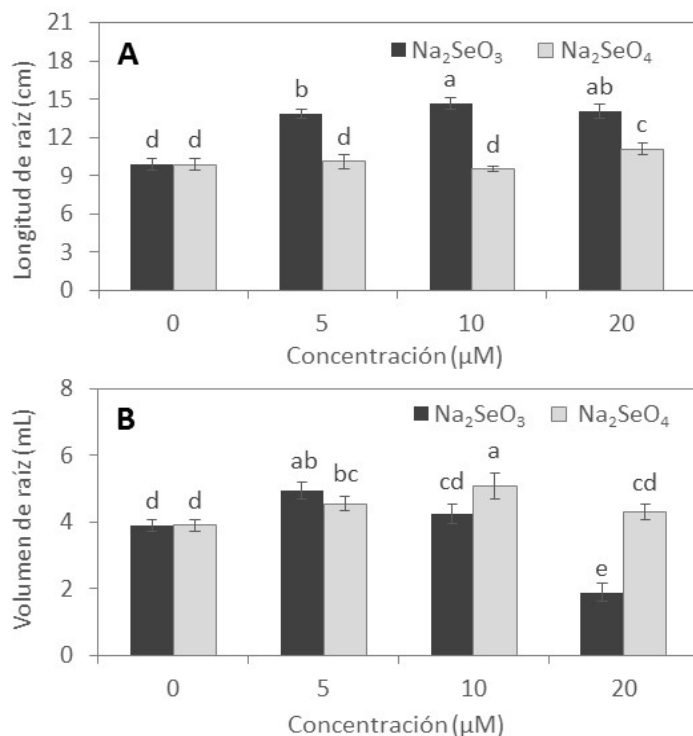 A
Na₂SeO₃ Na₂SeO₄
Longitud de raíz (cm)
21
18
15
12
9
6
3
0
d d b d a d ab c
0 5 10 20
Concentración (µM)
B
Na₂SeO₃ Na₂SeO₄
Volumen de raíz (mL)
8
6
4
2
0
d d ab bc cd a e cd
0 5 10 20
Concentración (µM)